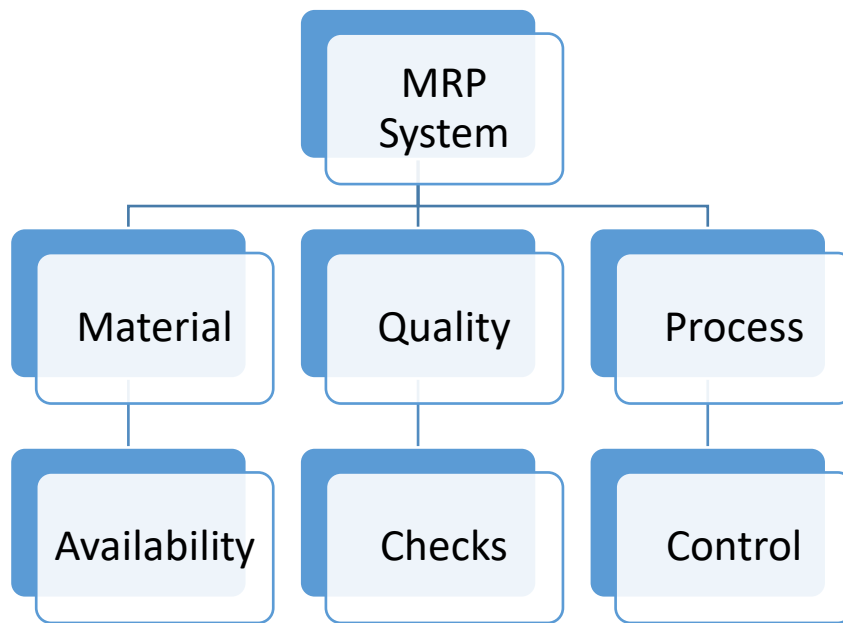 MRP
System
Material
Quality
Process
Availability
Checks
Control